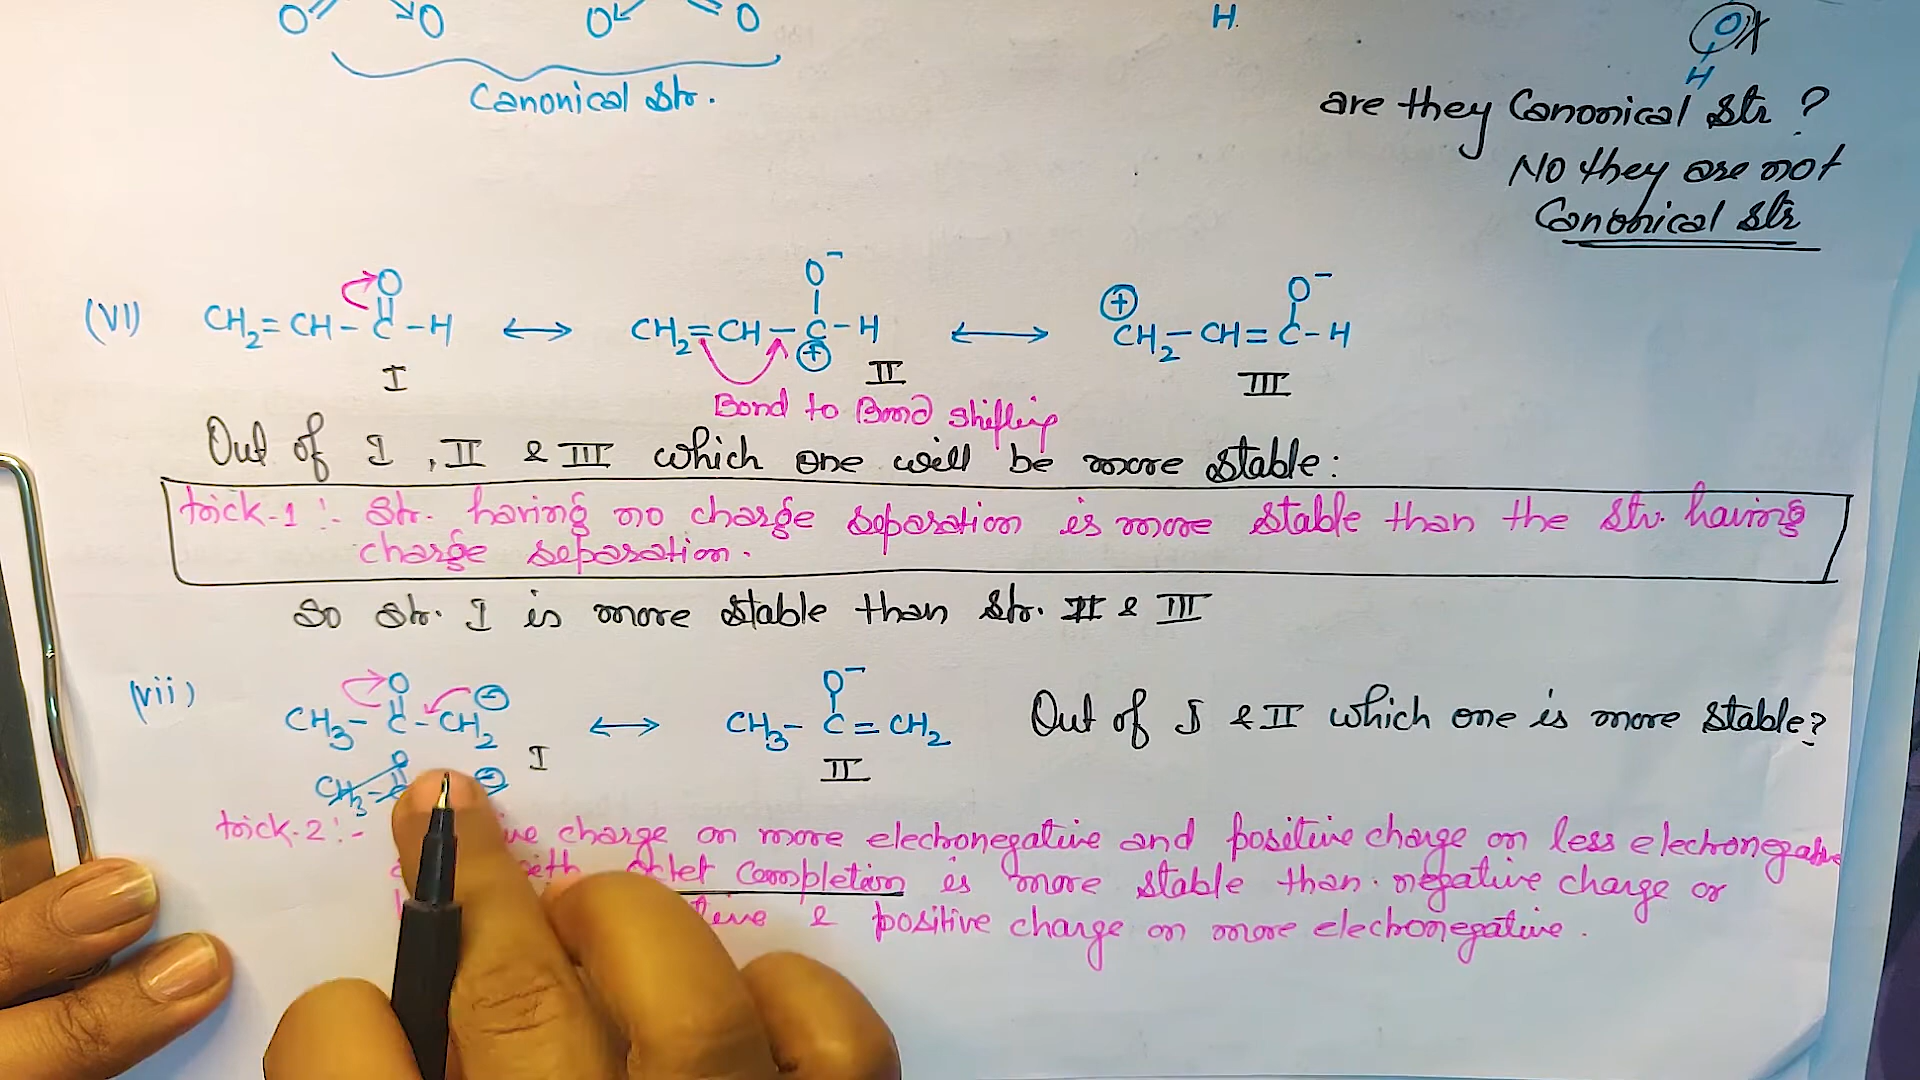 O O O O
H.
O
H
Canonical Str.
are they Canonical Str ?
No they are not
Canonical Str
(VI) CH₂=CH-C(=O)-H ↔ CH₂=CH-C⊕(-O⁻)-H ↔ ⊕CH₂-CH=C(-O⁻)-H
I II III
Bond to Bond shifting
Out of I , II & III which one will be more stable:
trick-1 :- Str. having no charge separation is more stable than the str. having
charge separation.
So str. I is more stable than str. II & III
(vii) CH₃-C(=O)-CH₂⊖ ↔ CH₃-C(-O⁻)=CH₂ Out of I & II which one is more stable?
I II
trick-2 :- ive charge on more electronegative and positive charge on less electronegative
octet completion is more stable than negative charge or
tive & positive charge on more electronegative.